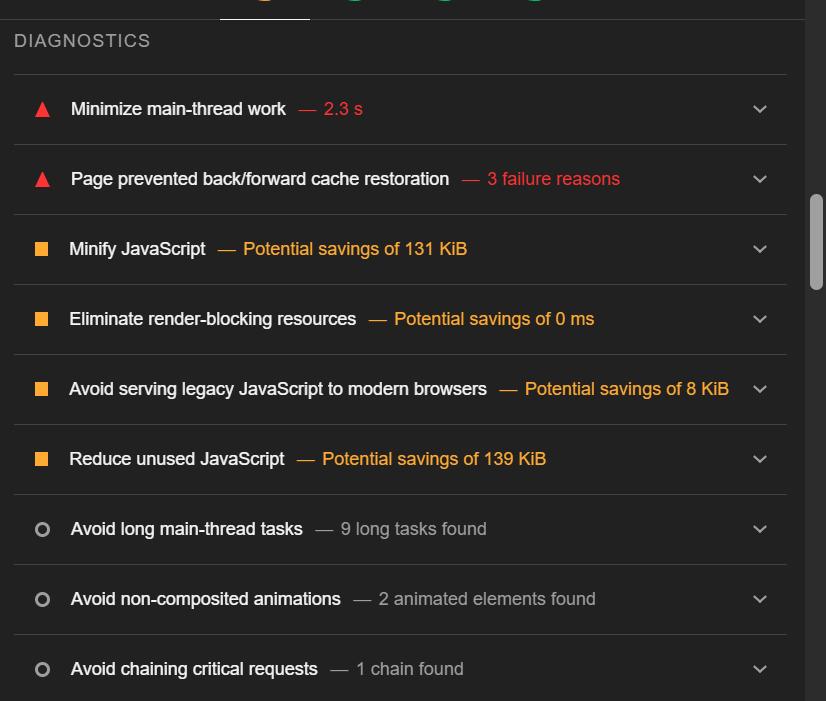 DIAGNOSTICS
Minimize main-thread work — 2.3 s
Page prevented back/forward cache restoration — 3 failure reasons
Minify JavaScript — Potential savings of 131 KiB
Eliminate render-blocking resources — Potential savings of 0 ms
Avoid serving legacy JavaScript to modern browsers — Potential savings of 8 KiB
Reduce unused JavaScript — Potential savings of 139 KiB
Avoid long main-thread tasks — 9 long tasks found
Avoid non-composited animations — 2 animated elements found
Avoid chaining critical requests — 1 chain found